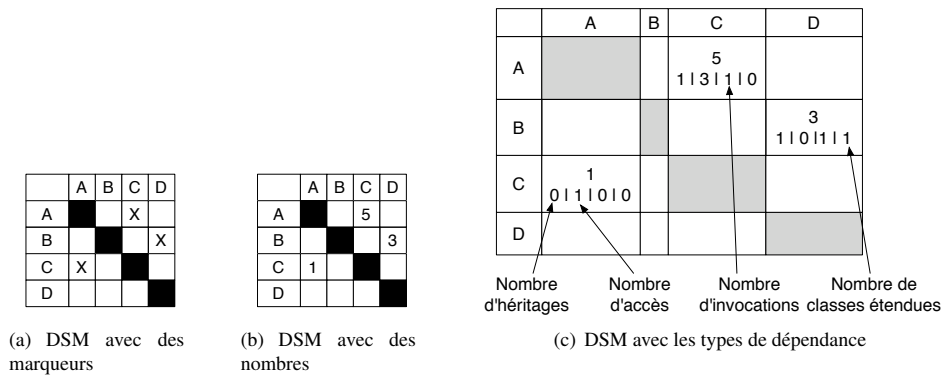 A B C D
A X
B X
C X
D
(a) DSM avec des
marqueurs
A B C D
A 5
B 3
C 1
D
(b) DSM avec des
nombres
A B C D
A
5
1 | 3 | 1 | 0
B
3
1 | 0 | 1 | 1
C
1
0 | 1 | 0 | 0
D
Nombre
d'héritages
Nombre
d'accès
Nombre
d'invocations
Nombre de
classes étendues
(c) DSM avec les types de dépendance